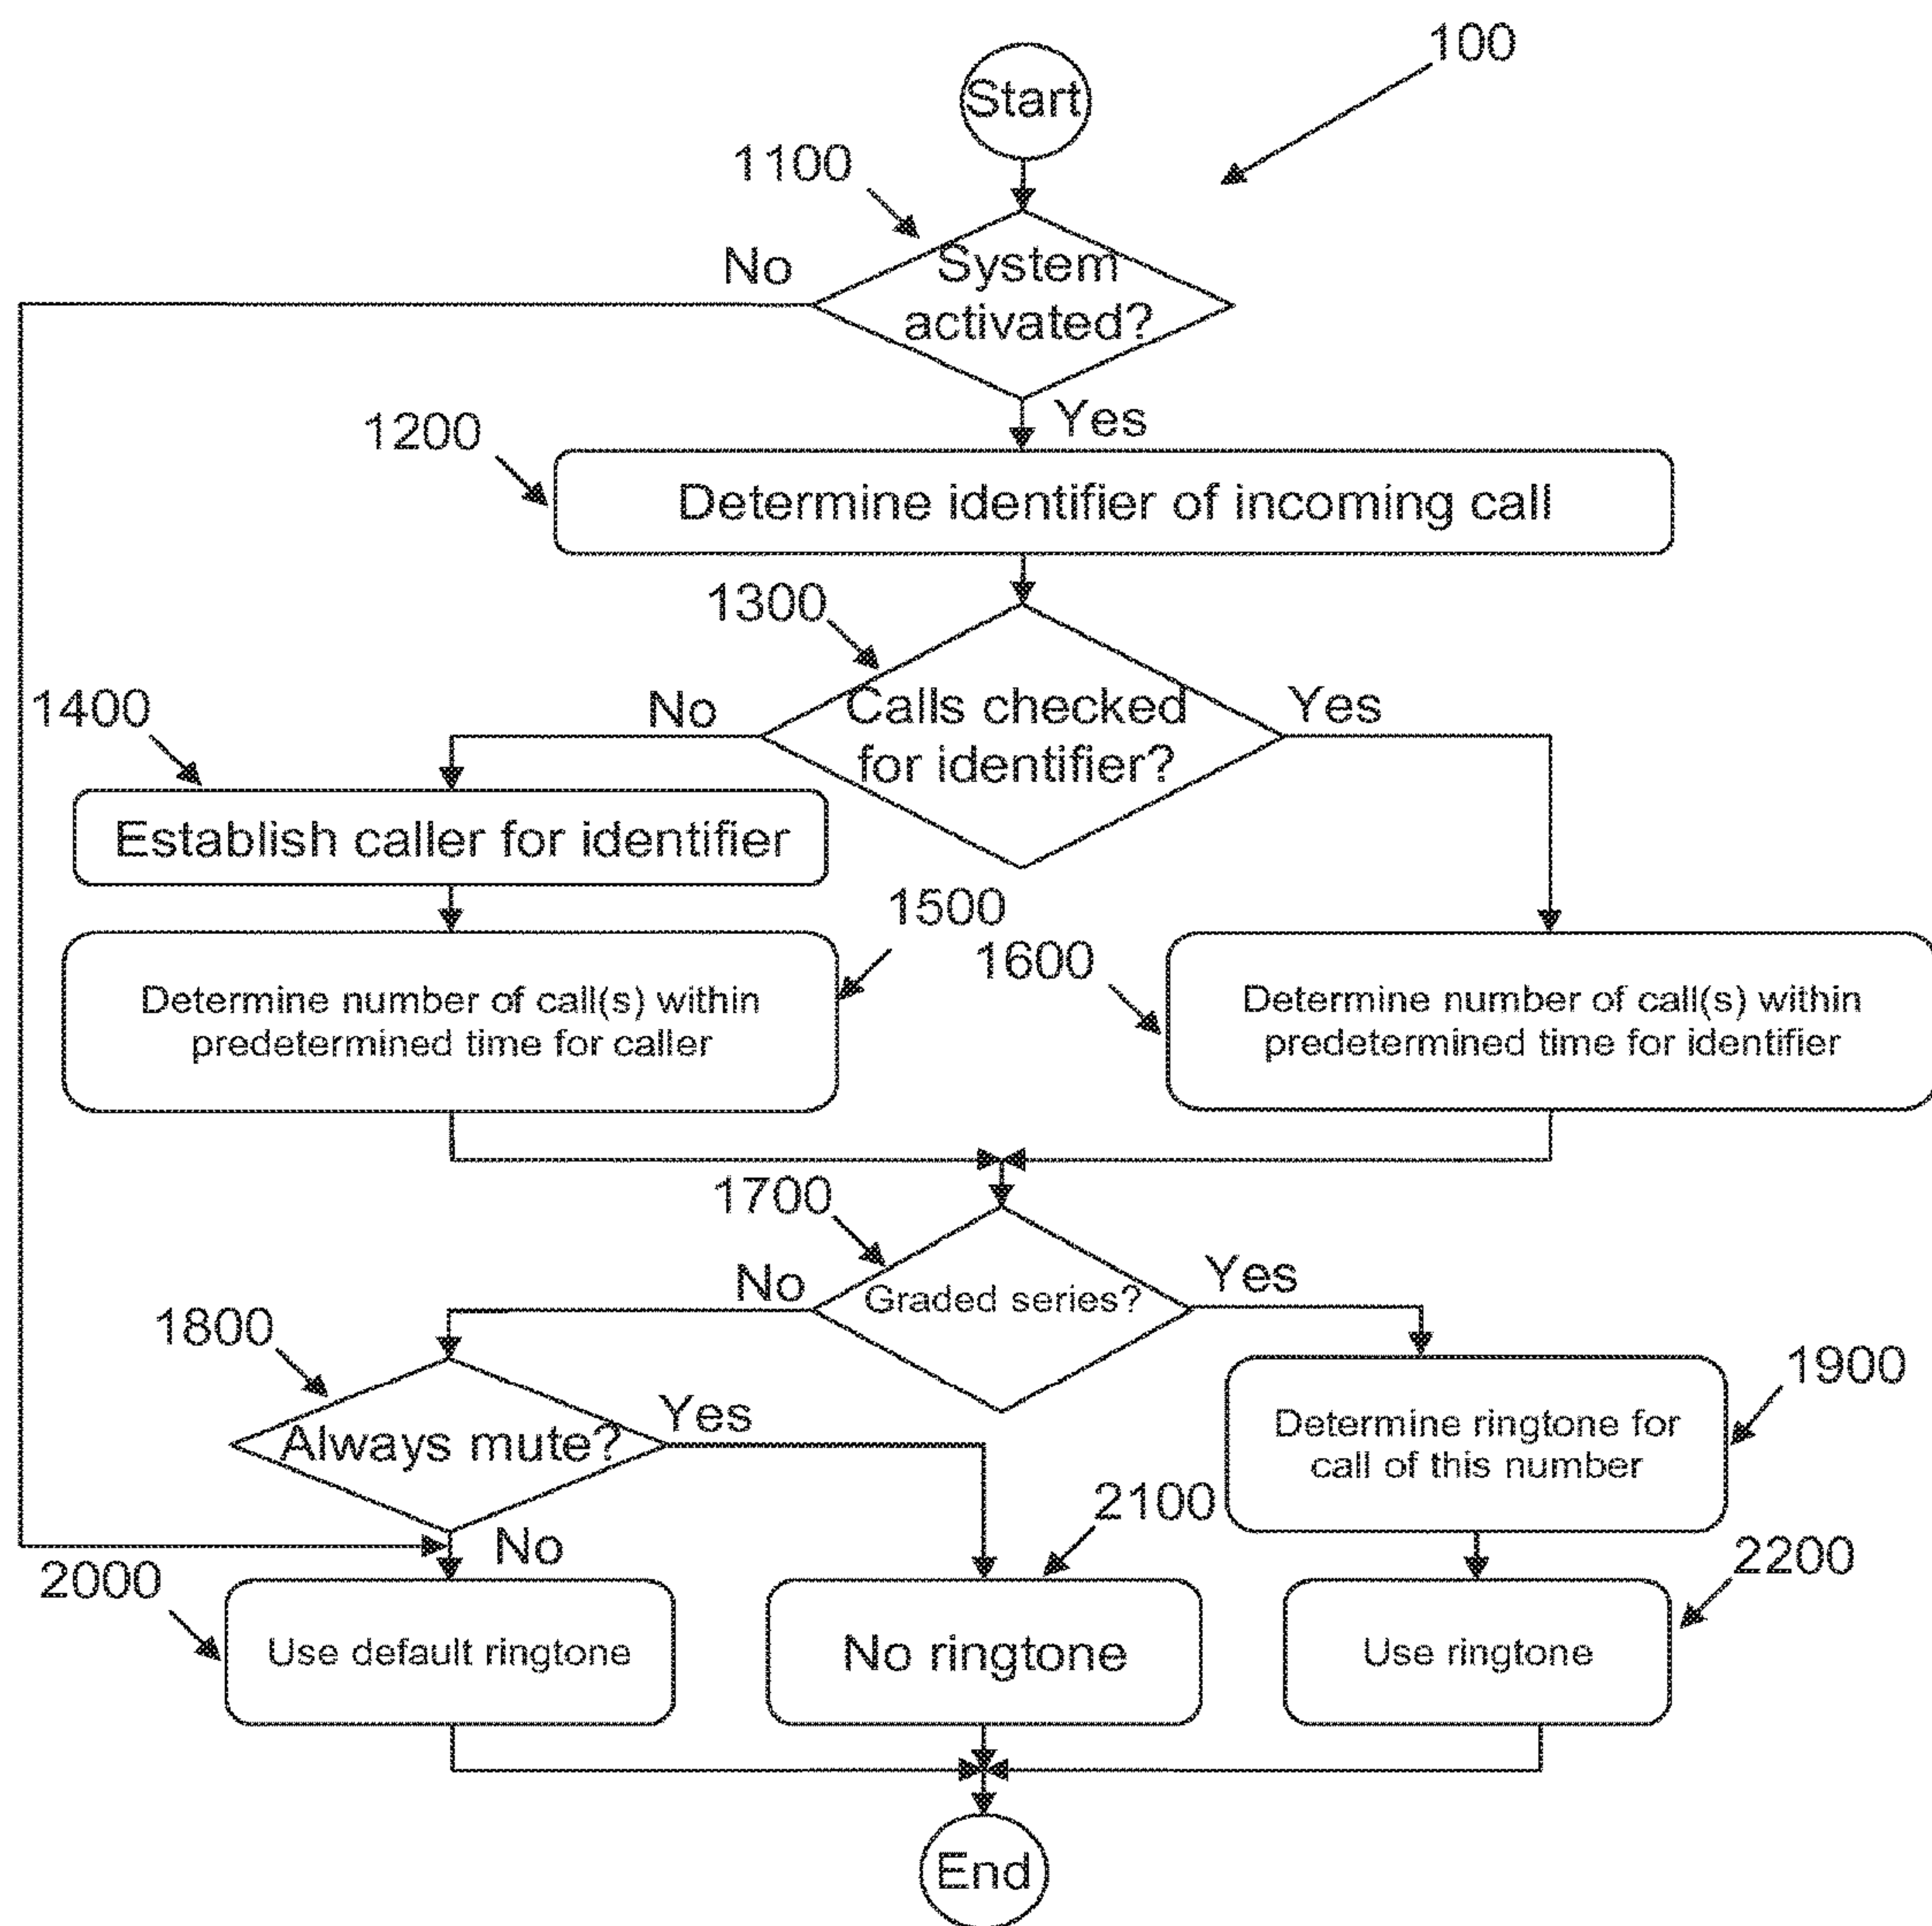 100
Start
1100
No
System
activated?
Yes
1200
Determine identifier of incoming call
1300
No
Calls checked
for identifier?
Yes
1400
Establish caller for identifier
1500
1600
Determine number of call(s) within
predetermined time for caller
Determine number of call(s) within
predetermined time for identifier
1700
No
Graded series?
Yes
1800
Always mute?
Yes
1900
Determine ringtone for
call of this number
2100
No
2000
2200
Use default ringtone
No ringtone
Use ringtone
End